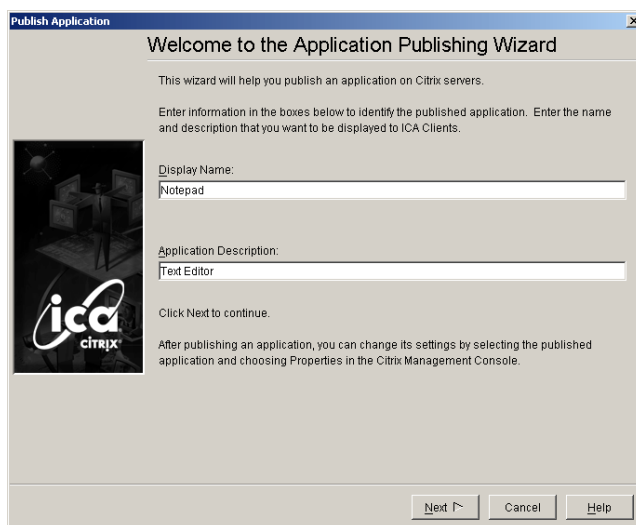 Publish Application
Welcome to the Application Publishing Wizard
This wizard will help you publish an application on Citrix servers.
Enter information in the boxes below to identify the published application. Enter the name
and description that you want to be displayed to ICA Clients.
Display Name:
Notepad
Application Description:
Text Editor
ica
CITRIX
Click Next to continue.
After publishing an application, you can change its settings by selecting the published
application and choosing Properties in the Citrix Management Console.
Next
Cancel
Help